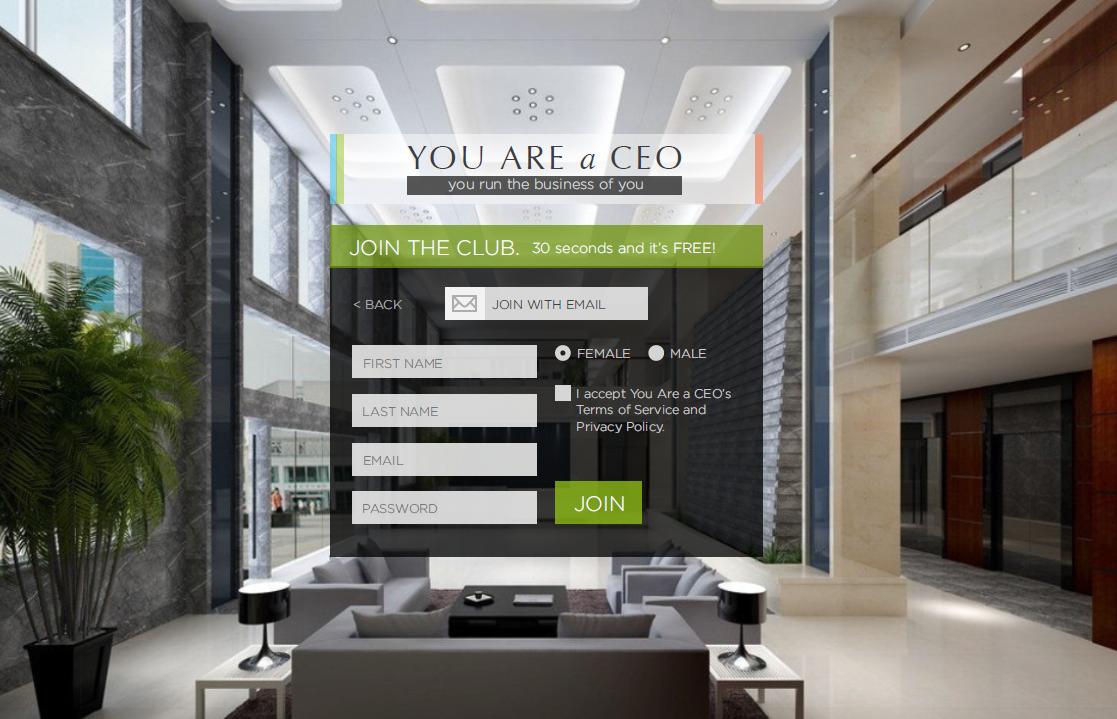 YOU ARE a CEO
you run the business of you
JOIN THE CLUB. 30 seconds and it's FREE!
< BACK
JOIN WITH EMAIL
FIRST NAME
LAST NAME
EMAIL
PASSWORD
FEMALE MALE
I accept You Are a CEO's
Terms of Service and
Privacy Policy.
JOIN